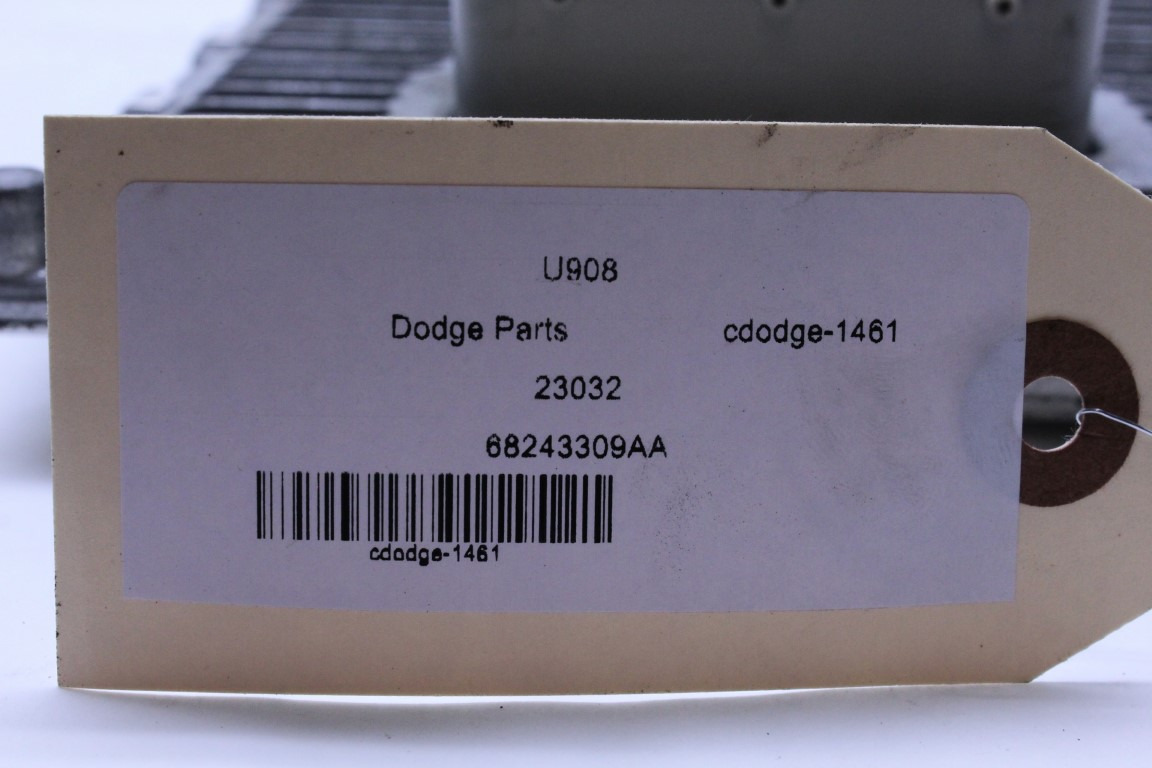 U908
Dodge Parts cdodge-1461
23032
68243309AA
cdodge-1461